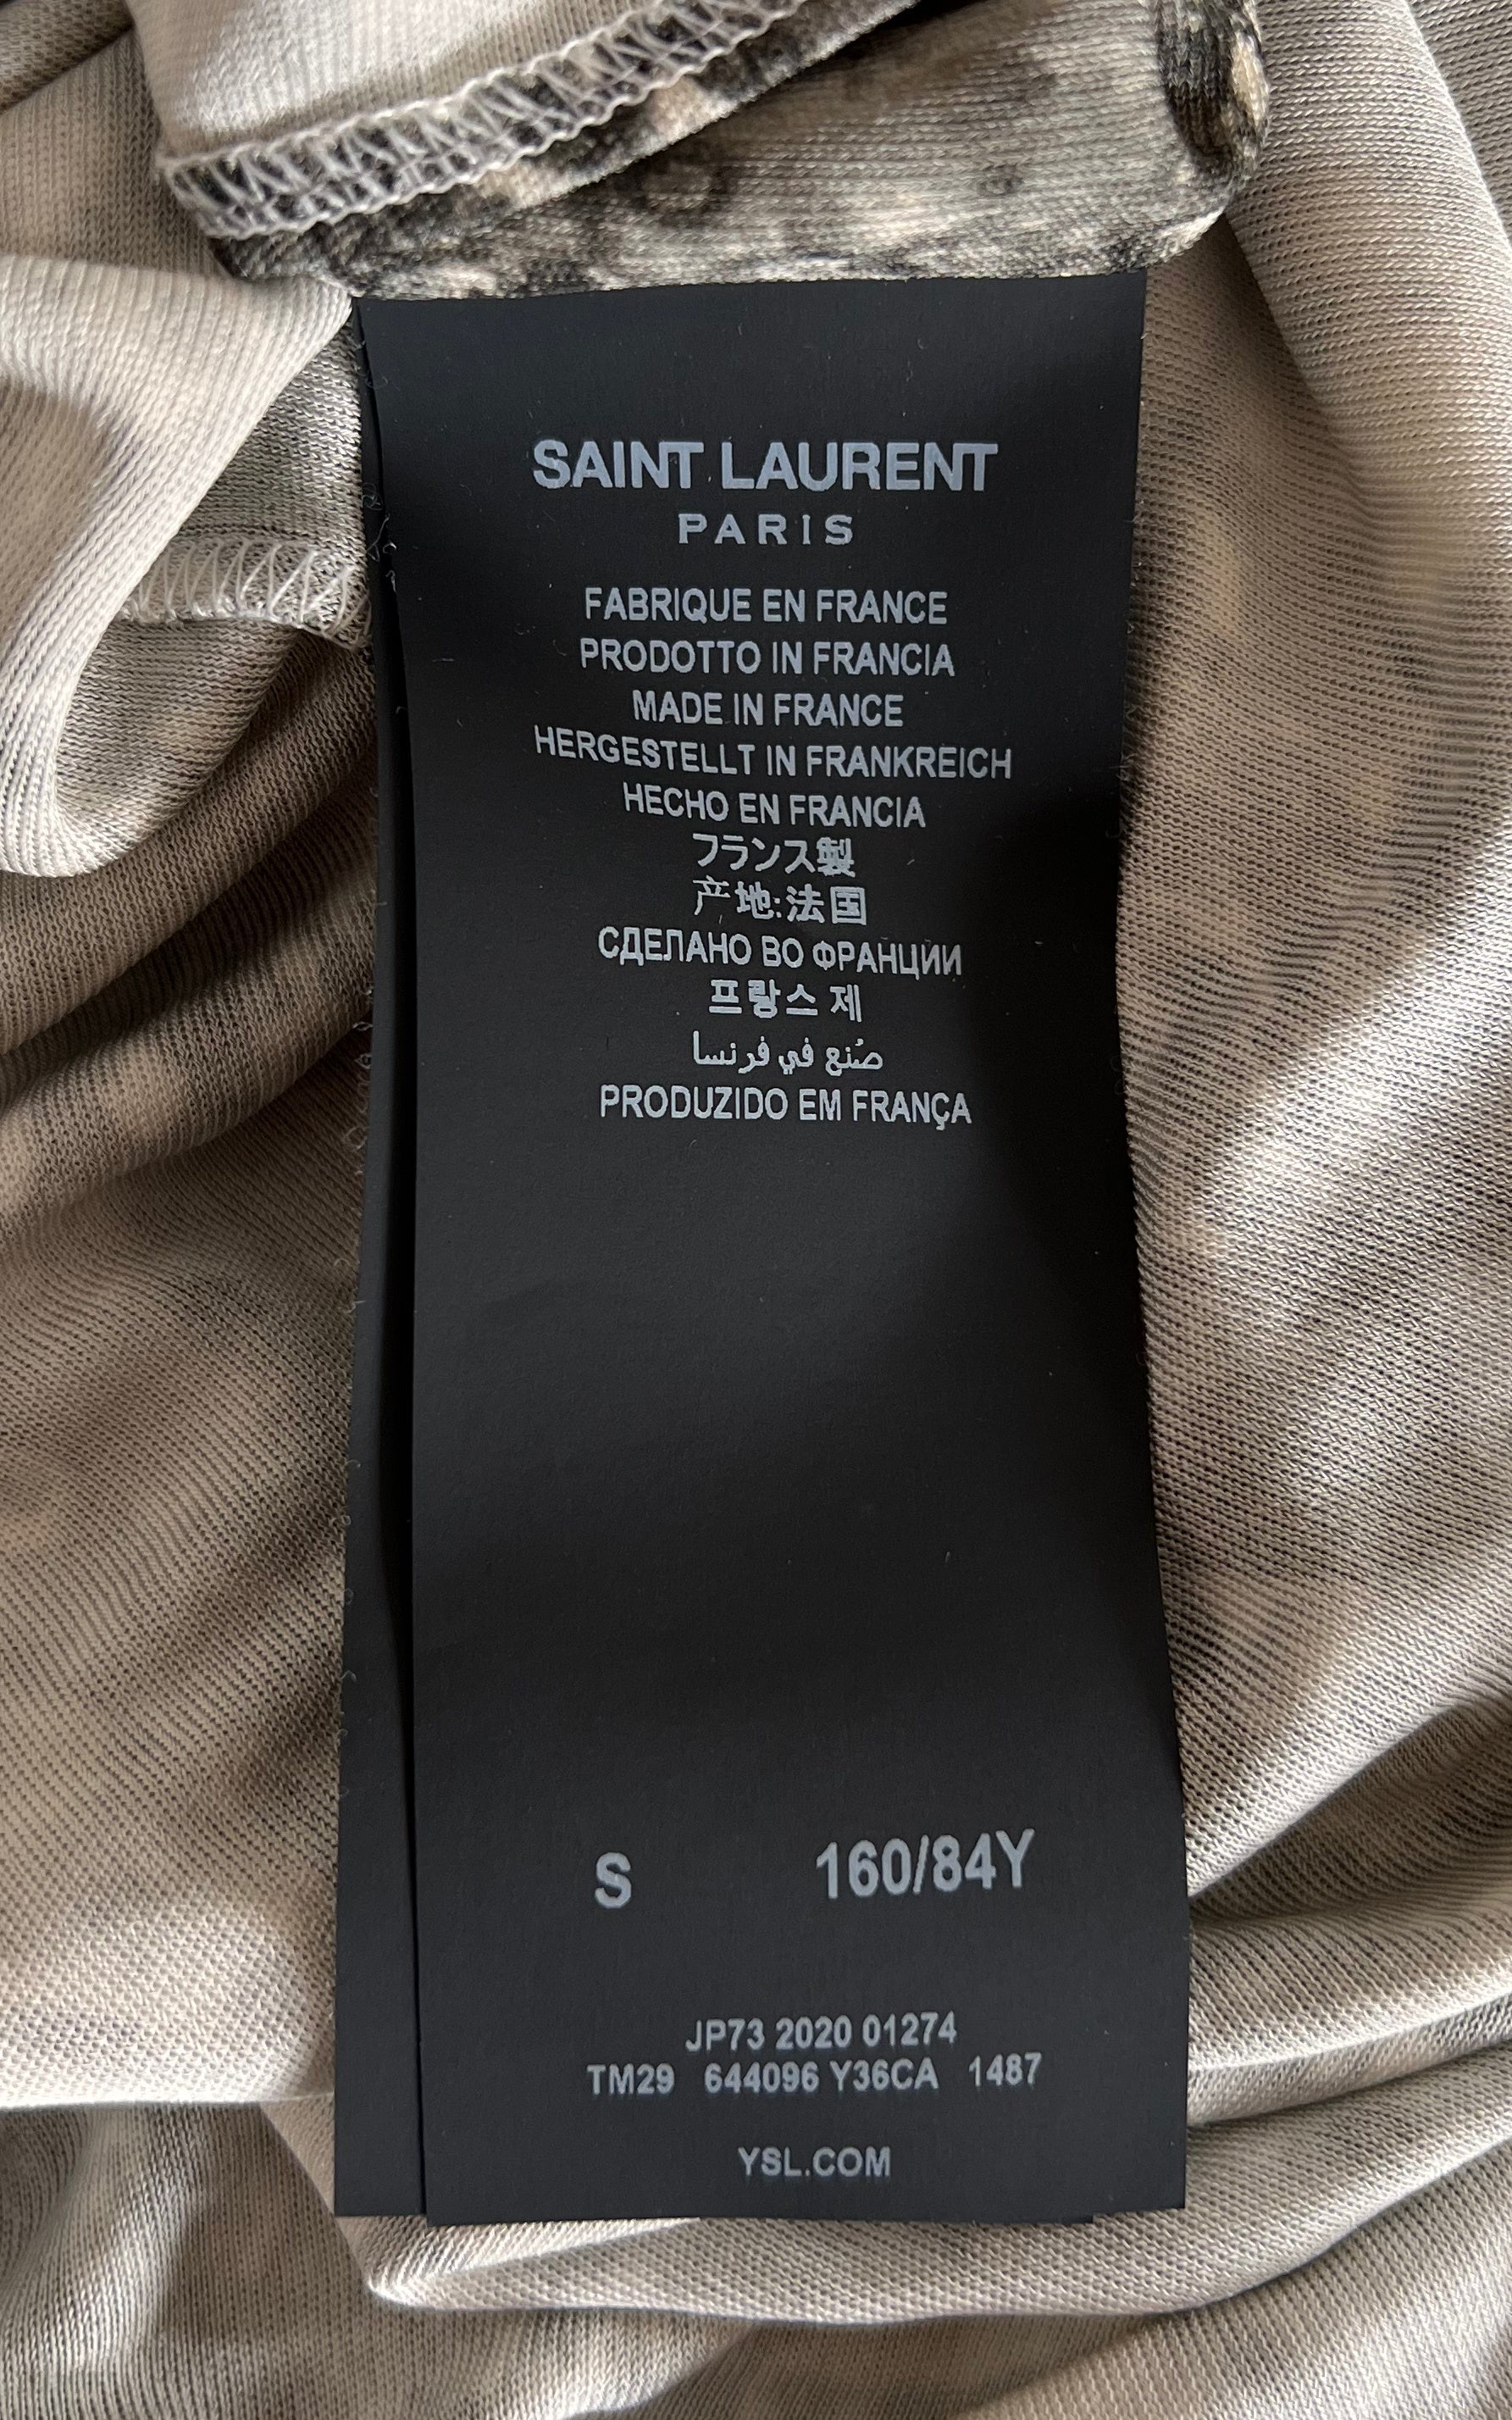 SAINT LAURENT
PARIS
FABRIQUE EN FRANCE
PRODOTTO IN FRANCIA
MADE IN FRANCE
HERGESTELLT IN FRANKREICH
HECHO EN FRANCIA
フランス製
产地:法国
СДЕЛАНО ВО ФРАНЦИИ
프랑스 제
صُنع في فرنسا
PRODUZIDO EM FRANÇA
S 160/84Y
JP73 2020 01274
TM29 644096 Y36CA 1487
YSL.COM